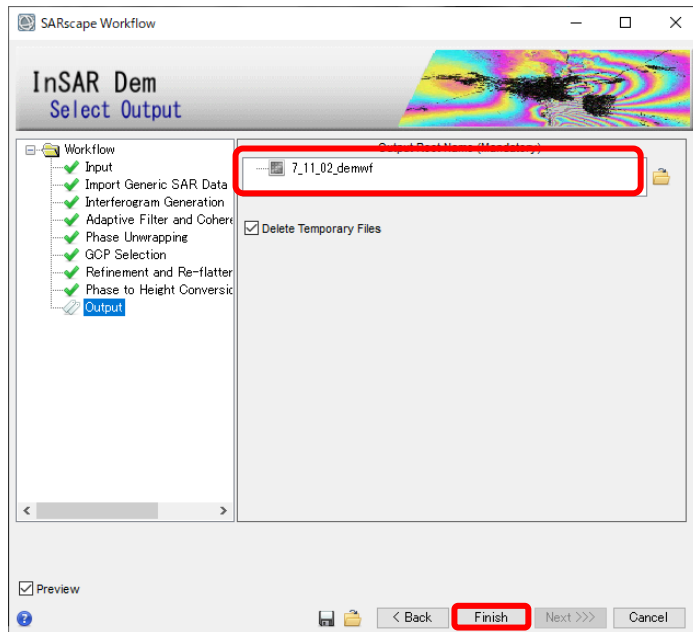 SARscape Workflow
InSAR Dem
Select Output
Workflow
Input
Import Generic SAR Data
Interferogram Generation
Adaptive Filter and Cohere
Phase Unwrapping
GCP Selection
Refinement and Re-flatter
Phase to Height Conversic
Output
Output Root Name (Mandatory)
7_11_02_demwf
Delete Temporary Files
Preview
< Back
Finish
Next >>>
Cancel